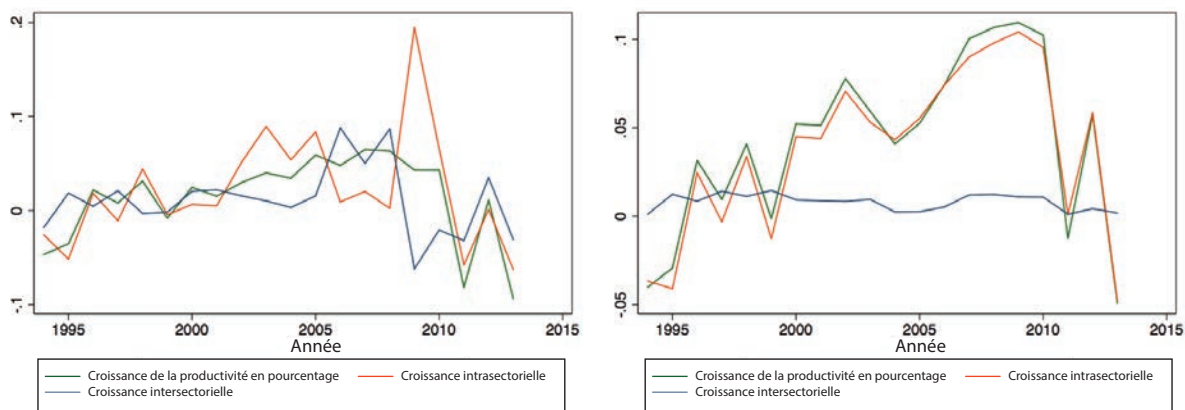 .2
.1
0
-.1
1995 2000 2005 2010 2015
Année
Croissance de la productivité en pourcentage Croissance intrasectorielle
Croissance intersectorielle
.1
.05
0
-.05
1995 2000 2005 2010 2015
Année
Croissance de la productivité en pourcentage Croissance intrasectorielle
Croissance intersectorielle